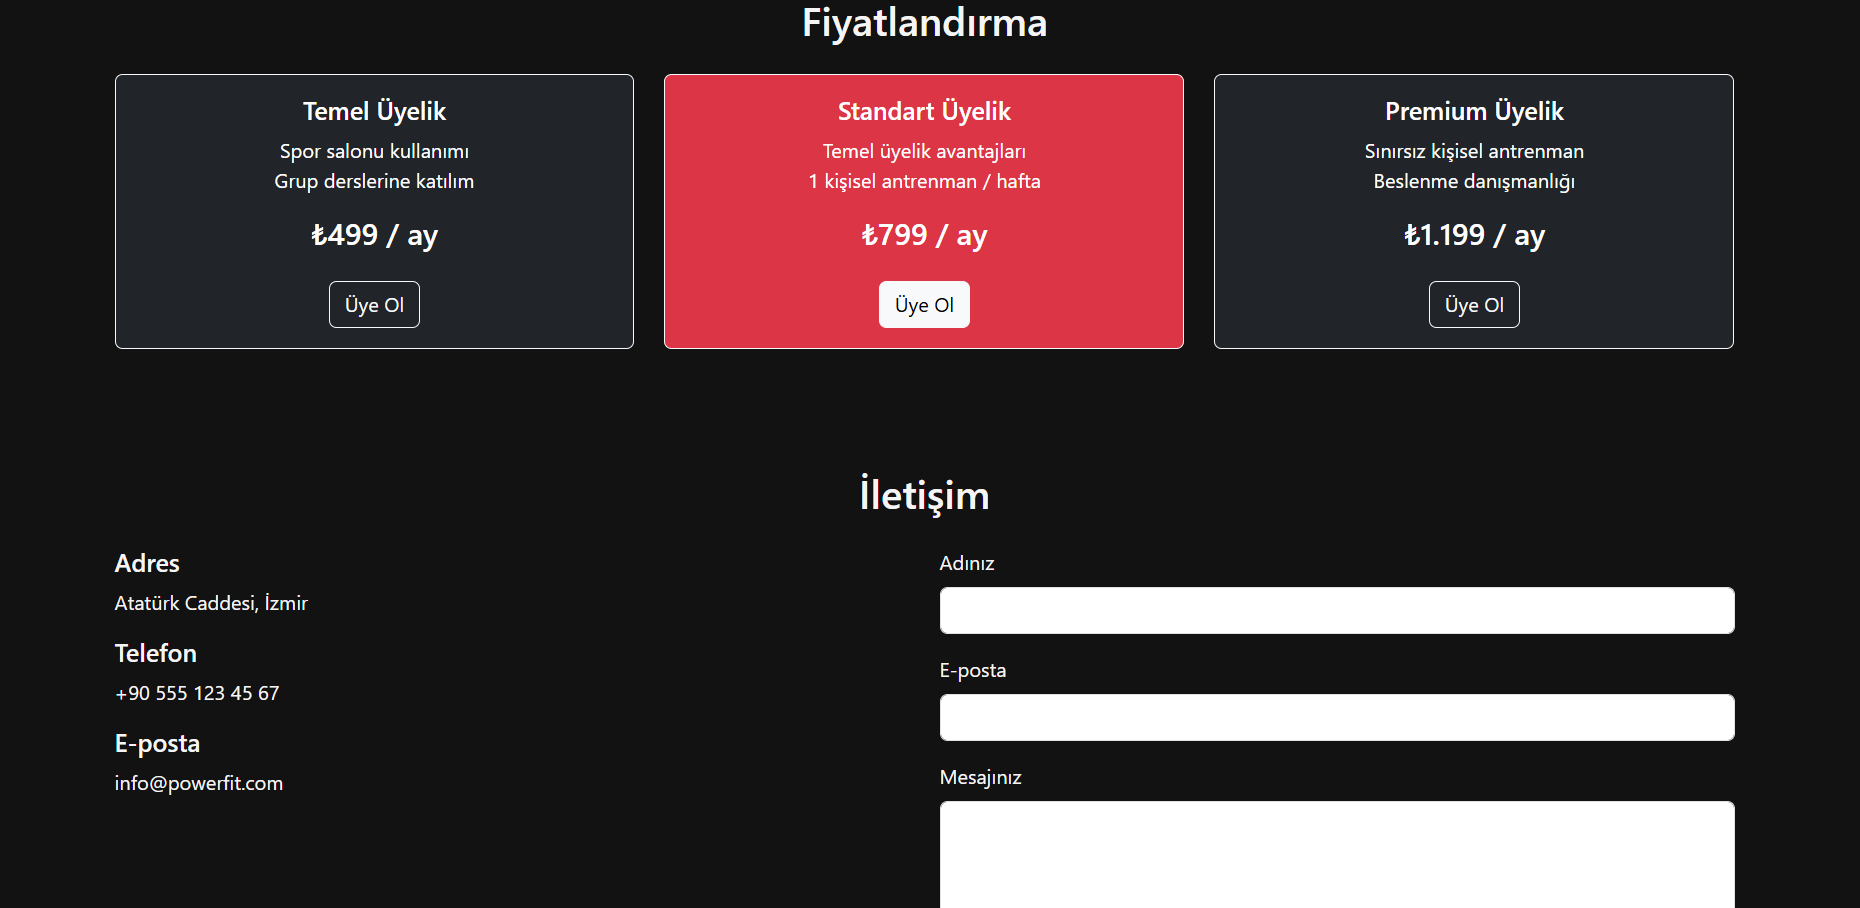 Fiyatlandırma
Temel Üyelik
Spor salonu kullanımı
Grup derslerine katılım
₺499 / ay
Üye Ol
Standart Üyelik
Temel üyelik avantajları
1 kişisel antrenman / hafta
₺799 / ay
Üye Ol
Premium Üyelik
Sınırsız kişisel antrenman
Beslenme danışmanlığı
₺1.199 / ay
Üye Ol
İletişim
Adres
Atatürk Caddesi, İzmir
Telefon
+90 555 123 45 67
E-posta
info@powerfit.com
Adınız
E-posta
Mesajınız